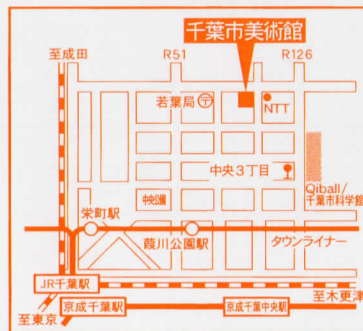 千葉市美術館
至成田
R51
R126
若葉局〒
NTT
中央3丁目
中央公園
Qiball/
千葉市科学館
栄町駅
葭川公園駅
タウンライナー
JR千葉駅
至木更津
至東京
京成千葉駅
京成千葉中央駅